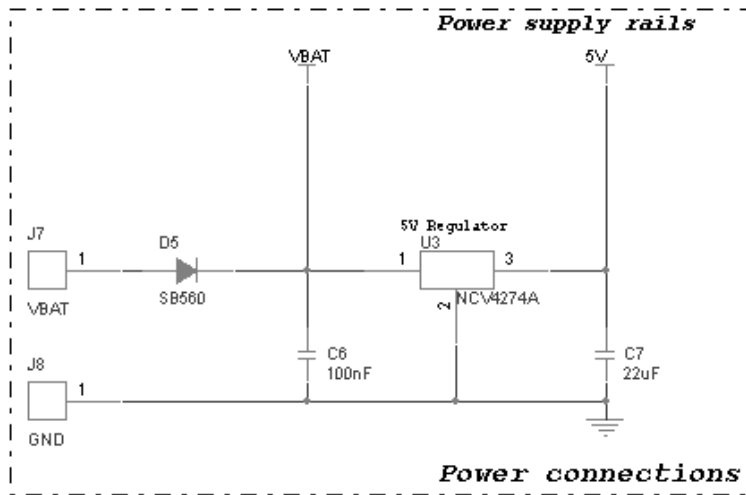 Power supply rails
VBAT
5V
5V Regulator
J7
1
D5
U3
1
3
VBAT
SB560
2
NCV4274A
J8
1
C6
100nF
C7
22uF
GND
Power connections